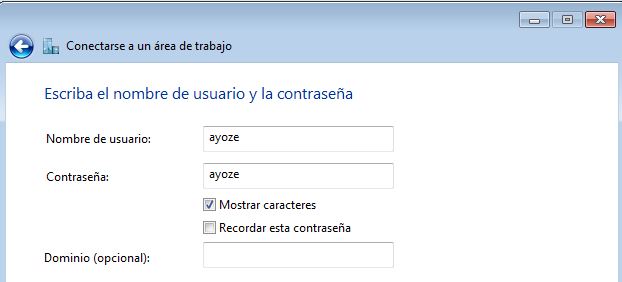 Conectarse a un área de trabajo
Escriba el nombre de usuario y la contraseña
Nombre de usuario: ayoze
Contraseña: ayoze
Mostrar caracteres
Recordar esta contraseña
Dominio (opcional):